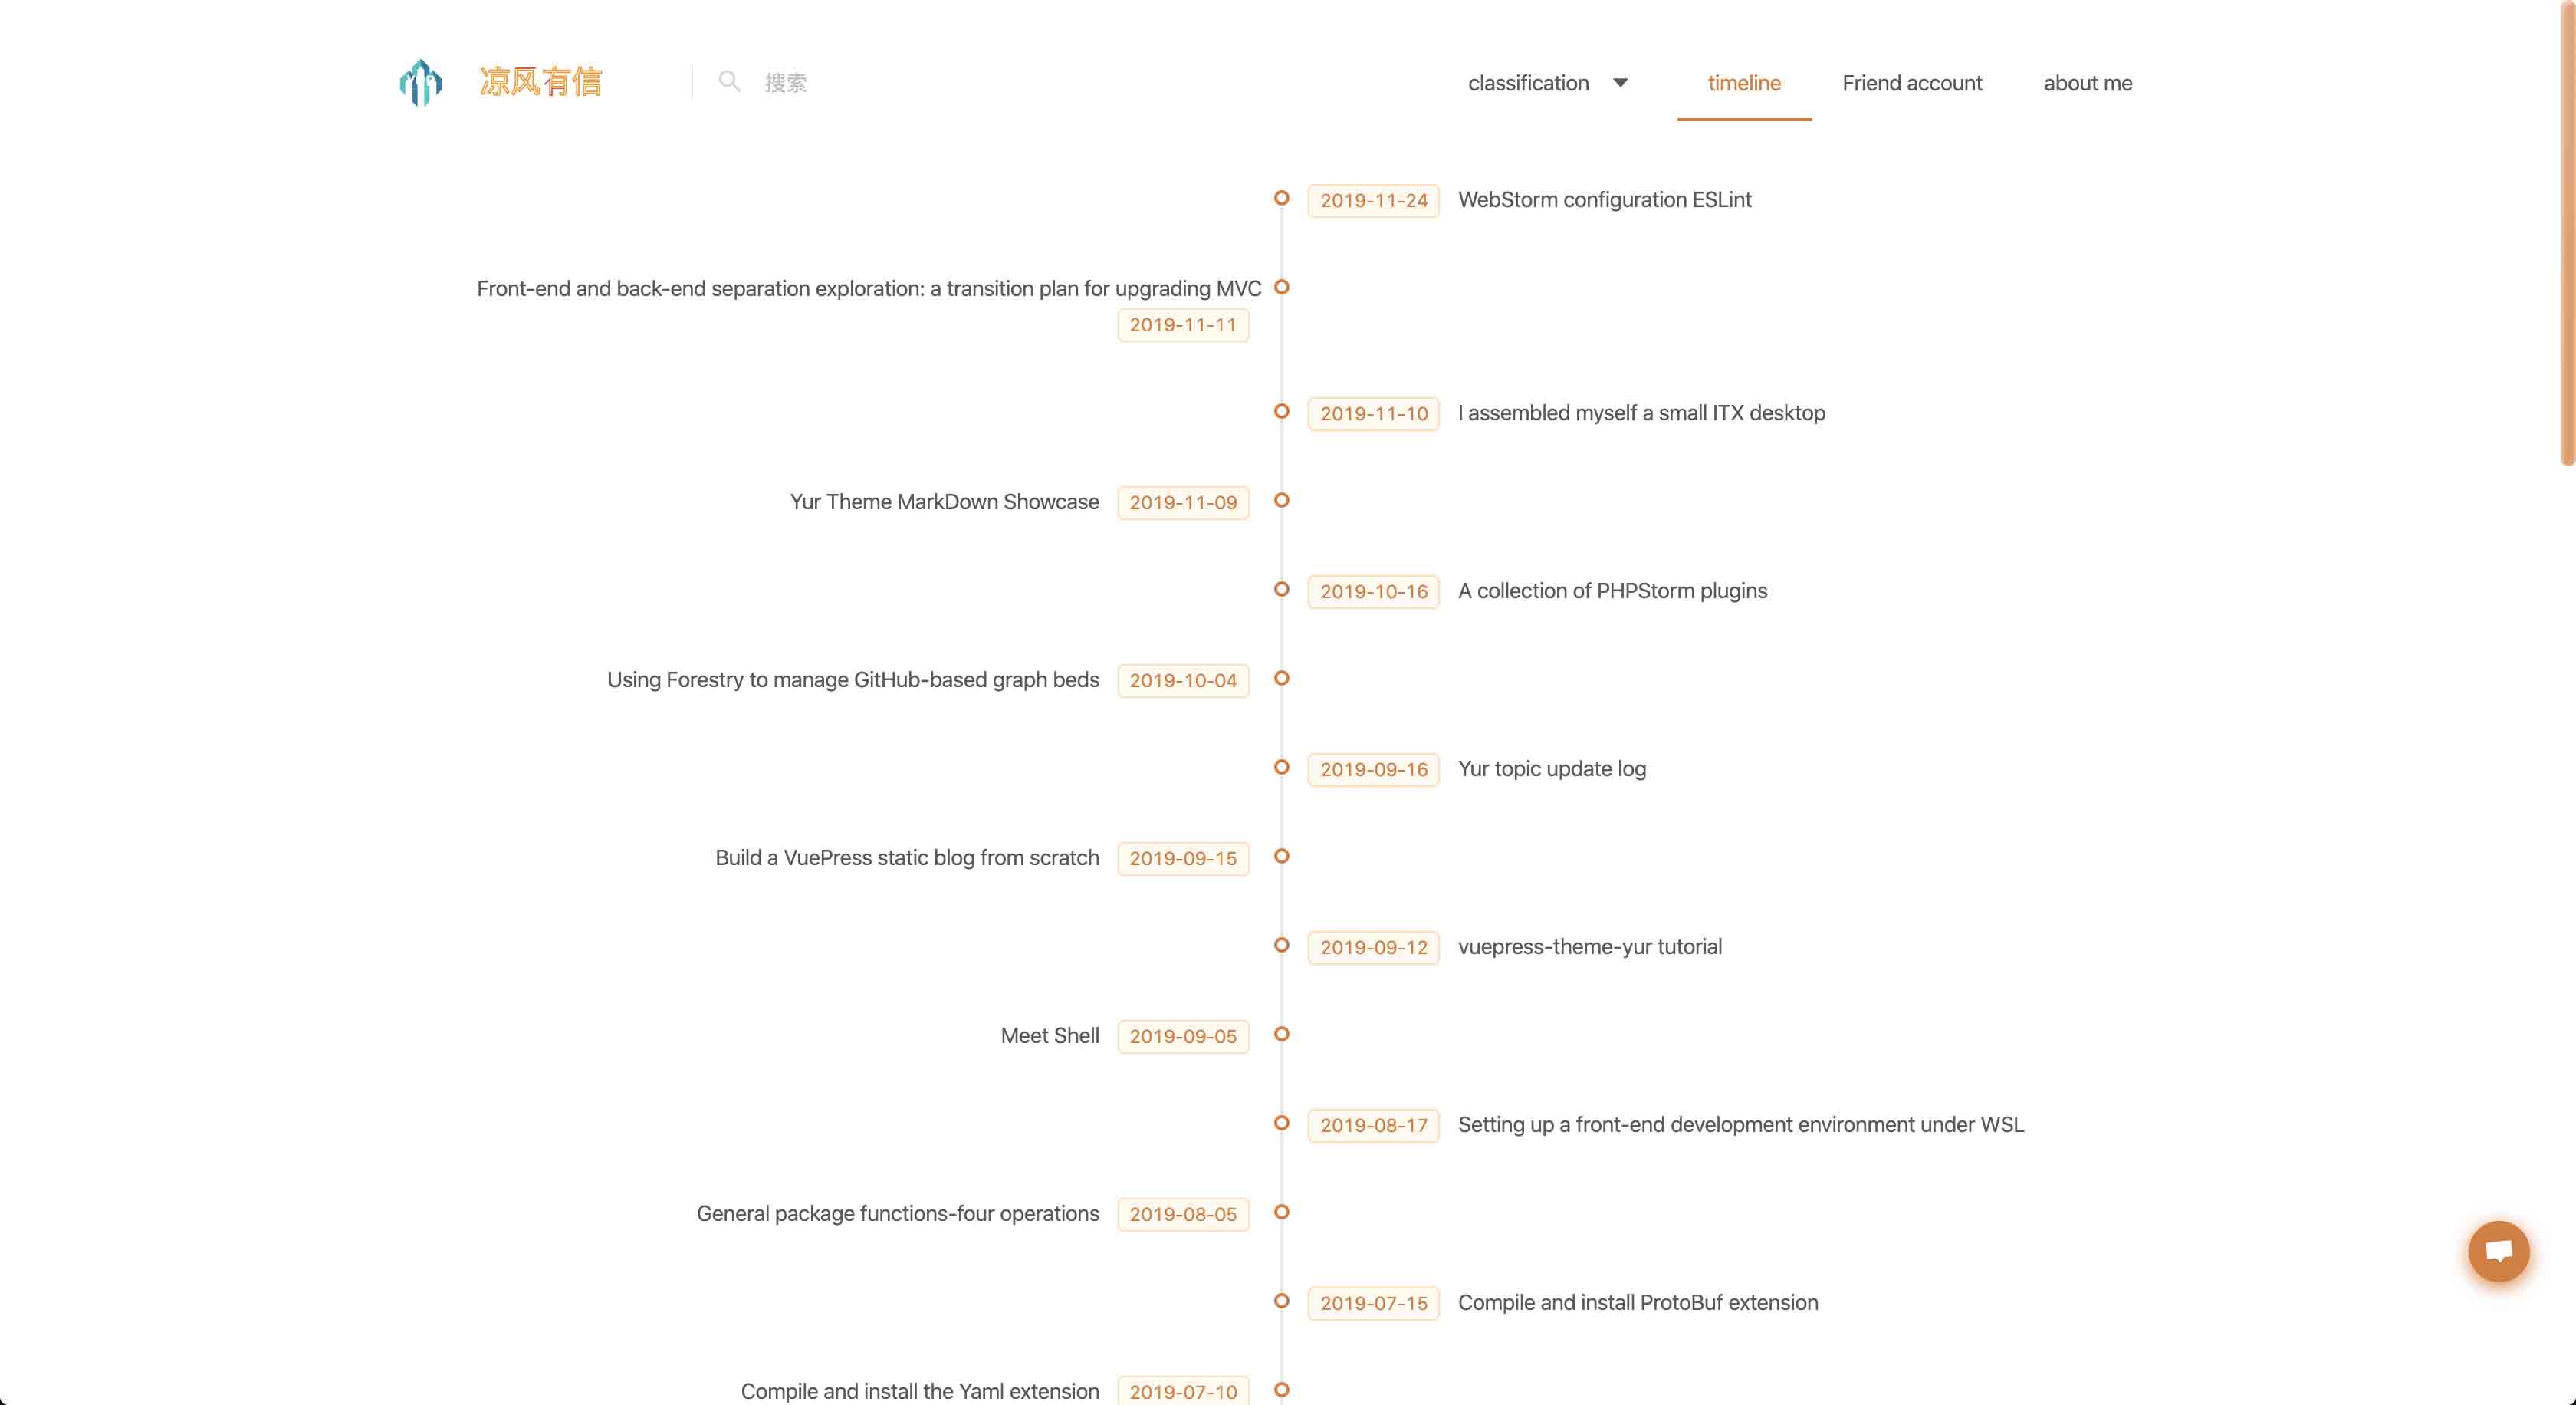 凉风有信
搜索
classification
timeline
Friend account
about me
2019-11-24 WebStorm configuration ESLint
Front-end and back-end separation exploration: a transition plan for upgrading MVC
2019-11-11
2019-11-10 I assembled myself a small ITX desktop
Yur Theme MarkDown Showcase 2019-11-09
2019-10-16 A collection of PHPStorm plugins
Using Forestry to manage GitHub-based graph beds 2019-10-04
2019-09-16 Yur topic update log
Build a VuePress static blog from scratch 2019-09-15
2019-09-12 vuepress-theme-yur tutorial
Meet Shell 2019-09-05
2019-08-17 Setting up a front-end development environment under WSL
General package functions-four operations 2019-08-05
2019-07-15 Compile and install ProtoBuf extension
Compile and install the Yaml extension 2019-07-10